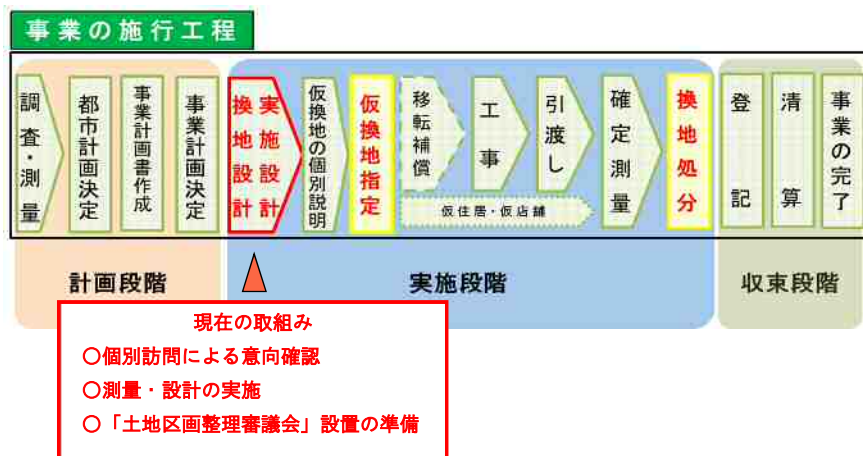 事業の施行工程
調査・測量
都市計画決定
事業計画書作成
事業計画決定
実施設計
換地設計
仮換地の個別説明
仮換地指定
移転補償
工事
引渡し
仮住居・仮店舗
確定測量
換地処分
登記
清算
事業の完了
計画段階
実施段階
収束段階
現在の取組み
〇個別訪問による意向確認
〇測量・設計の実施
〇「土地区画整理審議会」設置の準備